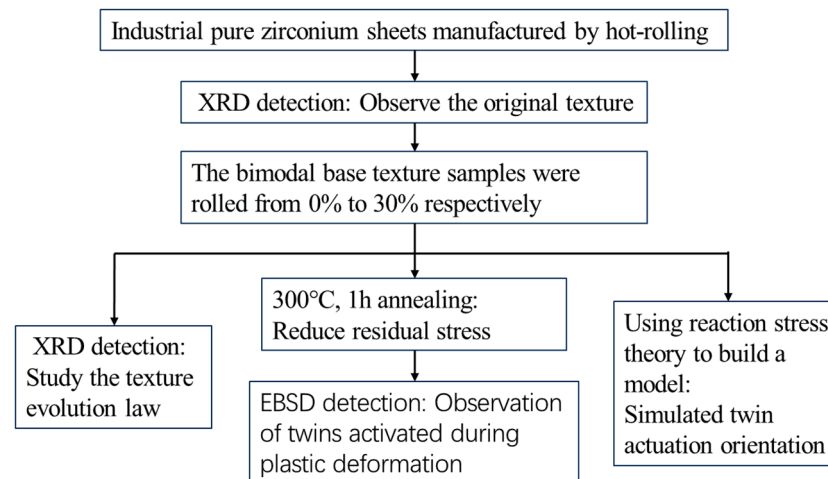 Industrial pure zirconium sheets manufactured by hot-rolling
XRD detection: Observe the original texture
The bimodal base texture samples were
rolled from 0% to 30% respectively
XRD detection:
Study the texture
evolution law
300°C, 1h annealing:
Reduce residual stress
EBSD detection: Observation
of twins activated during
plastic deformation
Using reaction stress
theory to build a
model:
Simulated twin
actuation orientation